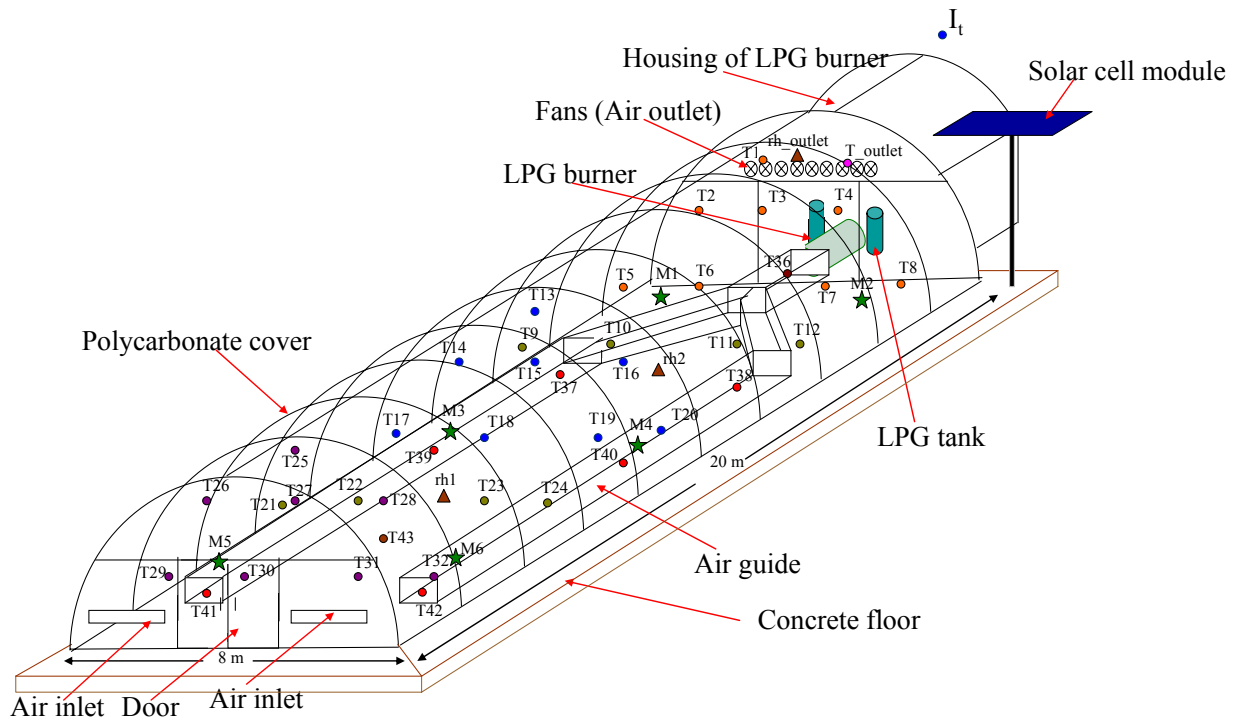 I_t
Housing of LPG burner
Solar cell module
Fans (Air outlet)
T1
rh_outlet
T_outlet
LPG burner
T2
T3
T4
T36
T5
M1
T6
T7
M2
T8
T13
Polycarbonate cover
T14
T9
T10
T11
T12
T15
T37
T16
rh2
T38
T17
M3
T18
T19
M4
T20
LPG tank
T25
T39
T40
20 m
T26
T21
T27
T22
T28
rh1
T23
T24
T43
M5
M6
Air guide
T29
T30
T31
T32
T41
T42
Concrete floor
8 m
Air inlet
Door
Air inlet